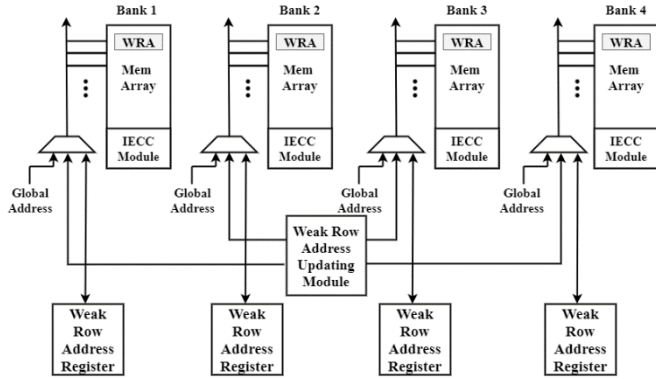 Bank 1
Bank 2
Bank 3
Bank 4
WRA
Mem
Array
IECC
Module
WRA
Mem
Array
IECC
Module
WRA
Mem
Array
IECC
Module
WRA
Mem
Array
IECC
Module
Global
Address
Global
Address
Global
Address
Global
Address
Weak Row
Address
Updating
Module
Weak
Row
Address
Register
Weak
Row
Address
Register
Weak
Row
Address
Register
Weak
Row
Address
Register